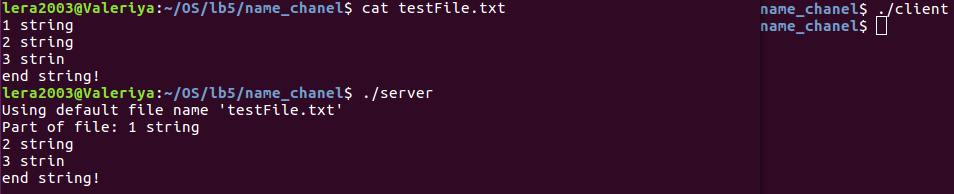 lera2003@Valeriya:~/OS/lb5/name_chanel$ cat testFile.txt
1 string
2 string
3 strin
end string!
lera2003@Valeriya:~/OS/lb5/name_chanel$ ./server
Using default file name 'testFile.txt'
Part of file: 1 string
2 string
3 strin
end string!
name_chanel$ ./client
name_chanel$